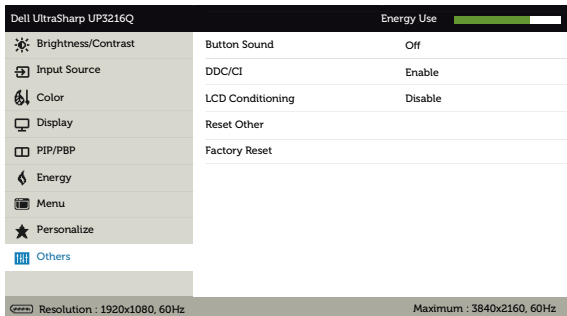 Dell UltraSharp UP3216Q Energy Use
Brightness/Contrast Button Sound Off
Input Source DDC/CI Enable
Color LCD Conditioning Disable
Display Reset Other
PIP/PBP Factory Reset
Energy
Menu
Personalize
Others
Resolution : 1920x1080, 60Hz Maximum : 3840x2160, 60Hz